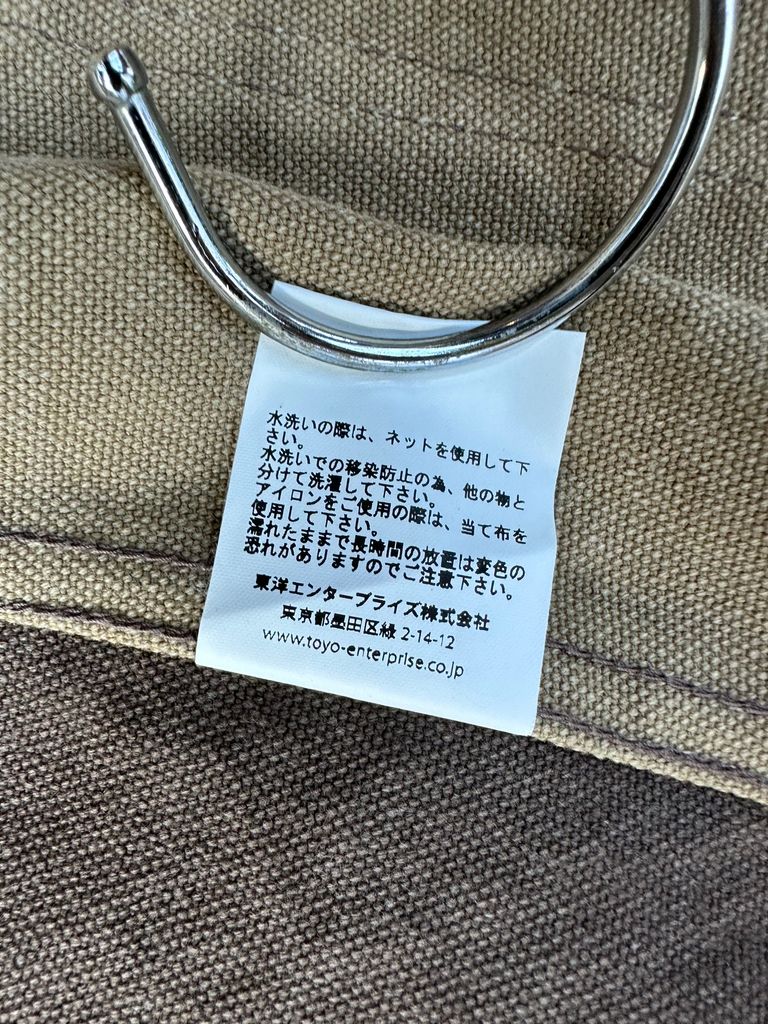 水洗いの際は、ネットを使用して下
さい。
水洗いでの移染防止の為、他の物と
分けて洗濯して下さい。
アイロンをご使用の際は、当て布を
使用して下さい。
濡れたままで長時間の放置は変色の
恐れがありますのでご注意下さい。
東洋エンタープライズ株式会社
東京都墨田区緑 2-14-12
www.toyo-enterprise.co.jp